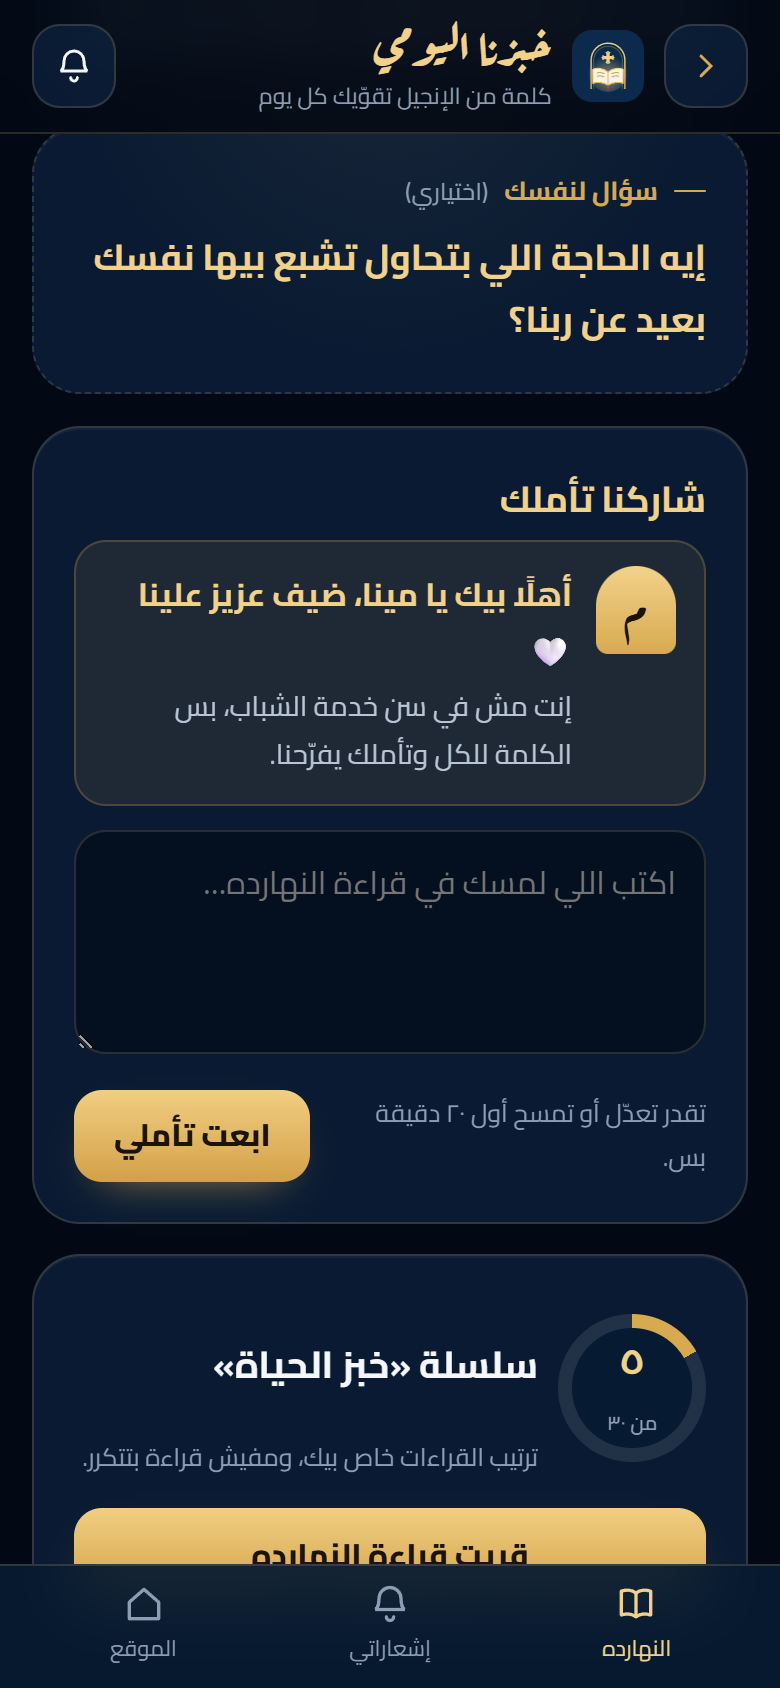 خبزنا اليومي
كلمة من الإنجيل تقوّيك كل يوم
سؤال لنفسك (اختياري)
إيه الحاجة اللي بتحاول تشبع بيها نفسك
بعيد عن ربنا؟
شاركنا تأملك
م
أهلًا بيك يا مينا، ضيف عزيز علينا
🤍
إنت مش في سن خدمة الشباب، بس
الكلمة للكل وتأملك يفرّحنا.
اكتب اللي لمسك في قراءة النهارده...
تقدر تعدّل أو تمسح أول ٢٠ دقيقة
بس.
ابعت تأملي
٥
من ٣٠
سلسلة «خبز الحياة»
ترتيب القراءات خاص بيك، ومفيش قراءة بتتكرر.
قريت قراءة النهارده
النهارده
إشعاراتي
الموقع